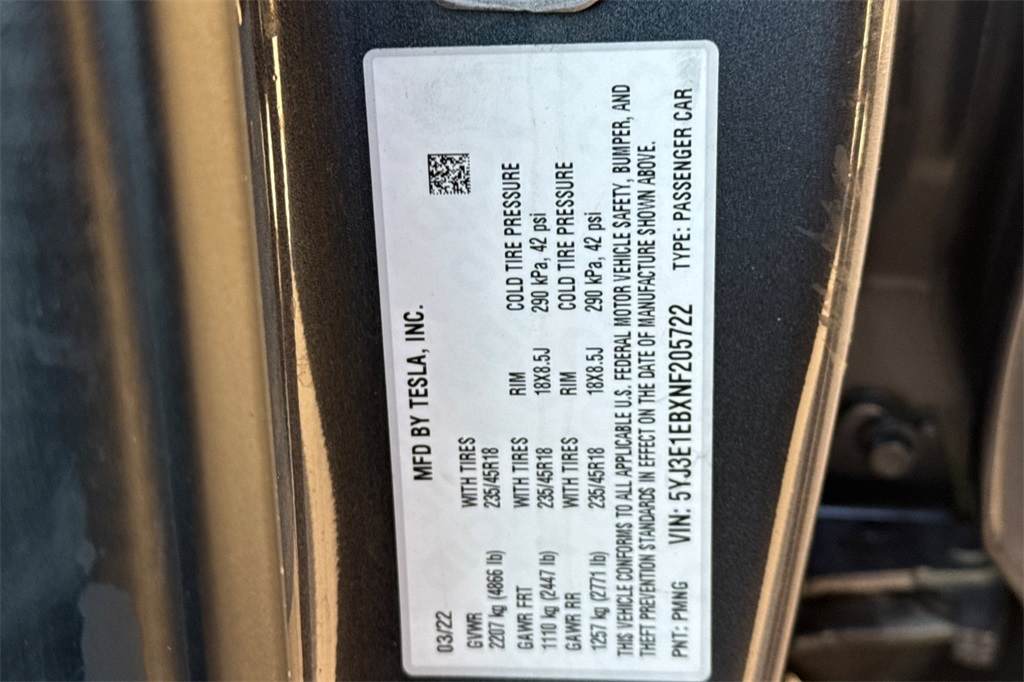 MFD BY TESLA, INC.
03/22
GVWR WITH TIRES
2207 kg (4866 lb) 235/45R18
GAWR FRT WITH TIRES RIM COLD TIRE PRESSURE
1110 kg (2447 lb) 235/45R18 18X8.5J 290 kPa, 42 psi
GAWR RR WITH TIRES RIM COLD TIRE PRESSURE
1257 kg (2771 lb) 235/45R18 18X8.5J 290 kPa, 42 psi
THIS VEHICLE CONFORMS TO ALL APPLICABLE U.S. FEDERAL MOTOR VEHICLE SAFETY, BUMPER, AND
THEFT PREVENTION STANDARDS IN EFFECT ON THE DATE OF MANUFACTURE SHOWN ABOVE.
PNT: PMNG VIN: 5YJ3E1EBXNF205722 TYPE: PASSENGER CAR